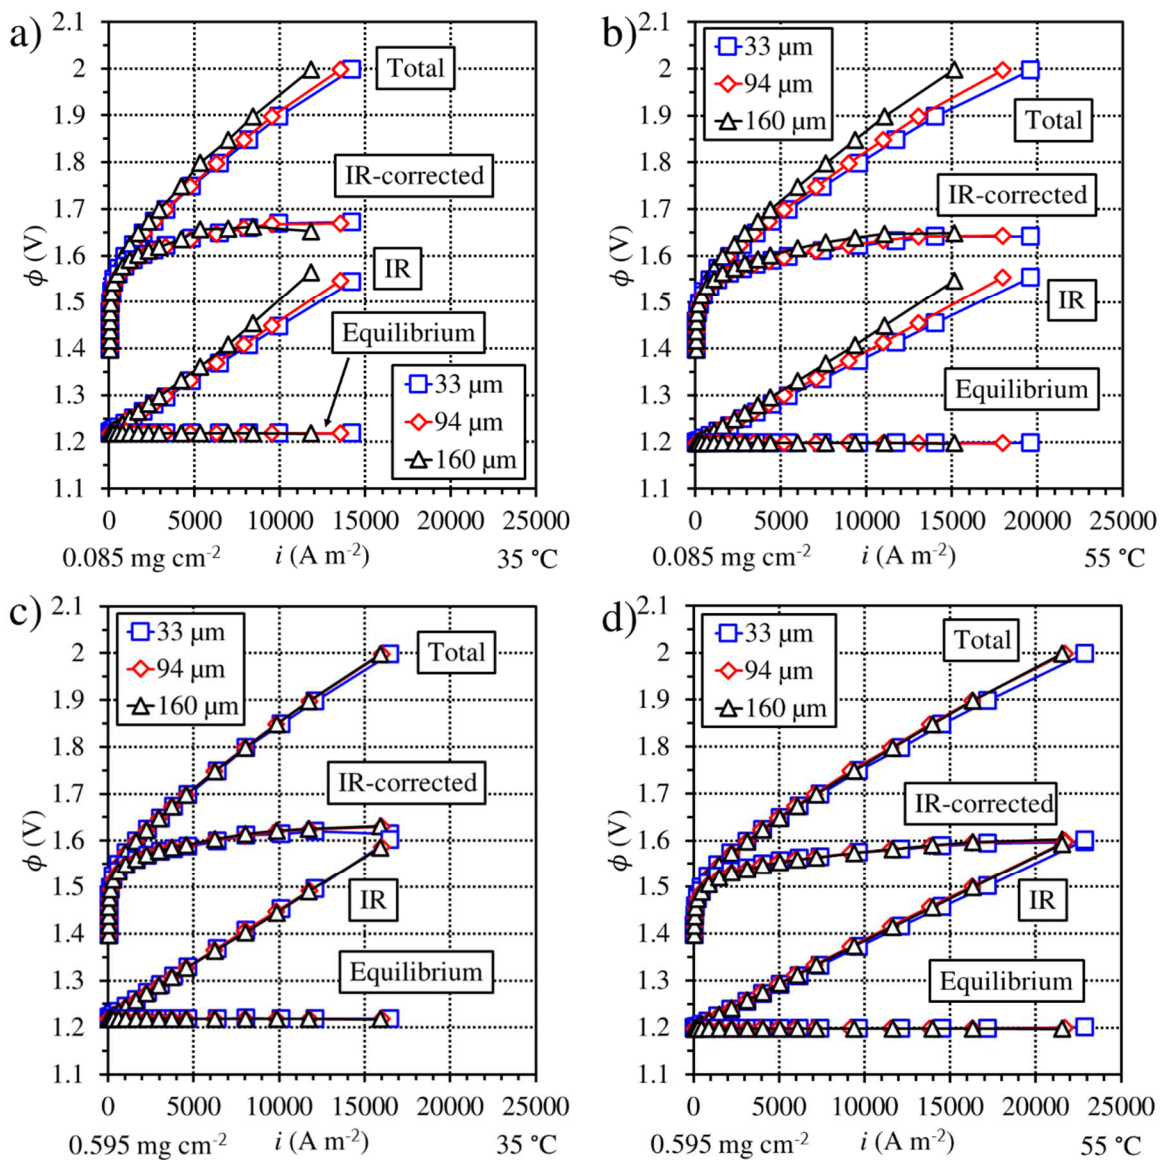 a)
2.1
2
1.9
1.8
1.7
1.6
1.5
1.4
1.3
1.2
1.1
ϕ (V)
Total
IR-corrected
IR
Equilibrium
33 μm
94 μm
160 μm
0 5000 10000 15000 20000 25000
0.085 mg cm-2 i (A m-2) 35 °C
b)
2.1
2
1.9
1.8
1.7
1.6
1.5
1.4
1.3
1.2
1.1
ϕ (V)
33 μm
94 μm
160 μm
Total
IR-corrected
IR
Equilibrium
0 5000 10000 15000 20000 25000
0.085 mg cm-2 i (A m-2) 55 °C
c)
2.1
2
1.9
1.8
1.7
1.6
1.5
1.4
1.3
1.2
1.1
ϕ (V)
33 μm
94 μm
160 μm
Total
IR-corrected
IR
Equilibrium
0 5000 10000 15000 20000 25000
0.595 mg cm-2 i (A m-2) 35 °C
d)
2.1
2
1.9
1.8
1.7
1.6
1.5
1.4
1.3
1.2
1.1
ϕ (V)
33 μm
94 μm
160 μm
Total
IR-corrected
IR
Equilibrium
0 5000 10000 15000 20000 25000
0.595 mg cm-2 i (A m-2) 55 °C